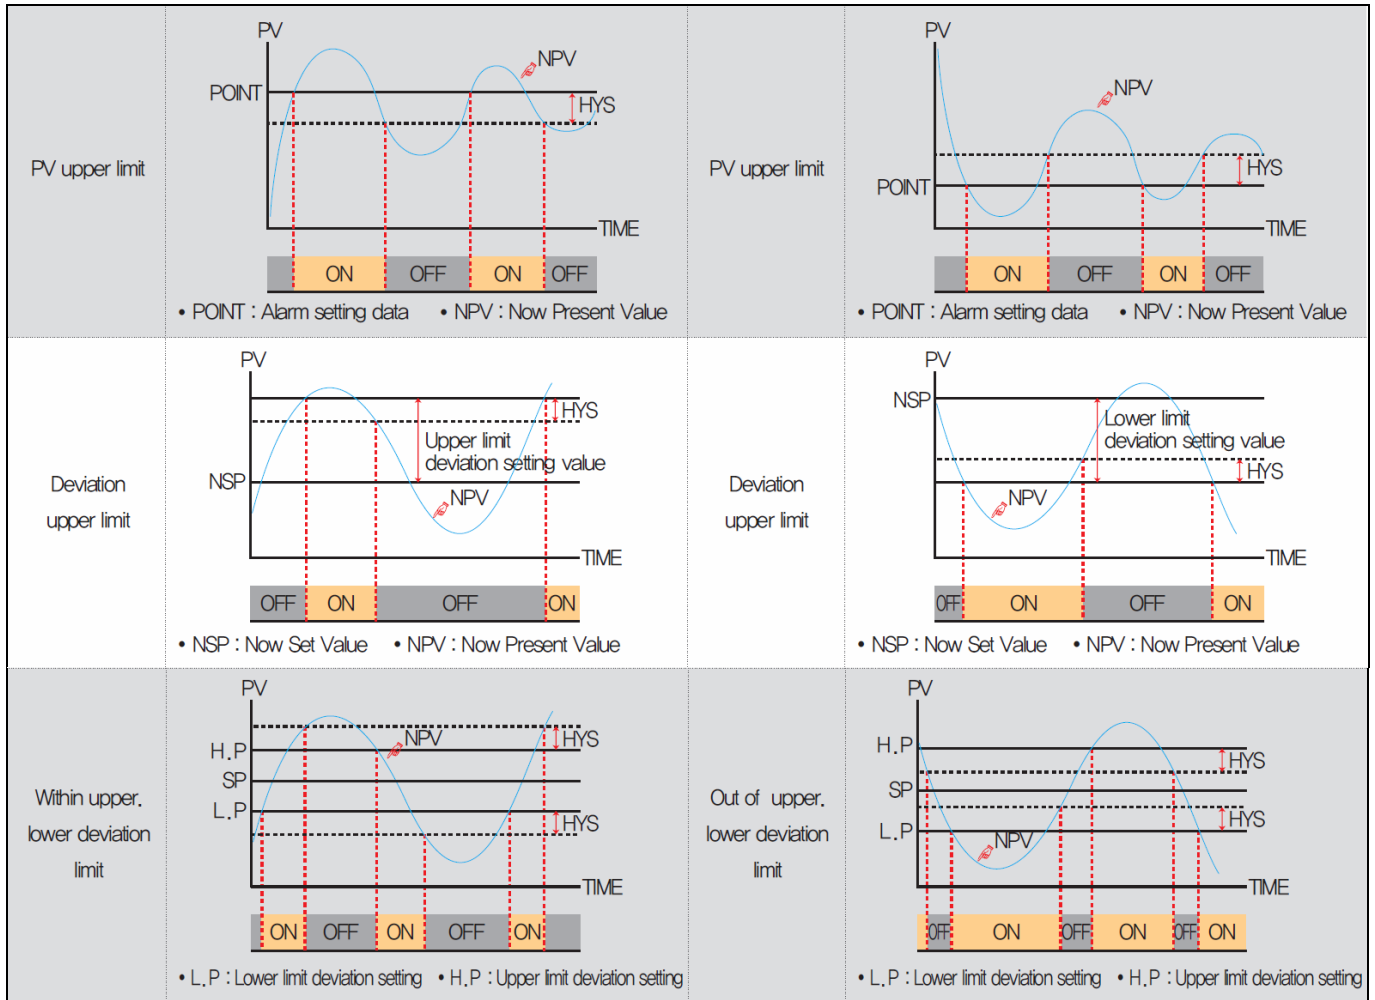 PV upper limit
PV
NPV
POINT
HYS
TIME
ON
OFF
ON
OFF
• POINT : Alarm setting data • NPV : Now Present Value
PV upper limit
PV
NPV
HYS
POINT
TIME
ON
OFF
ON
OFF
• POINT : Alarm setting data • NPV : Now Present Value
Deviation
upper limit
PV
HYS
Upper limit
deviation setting value
NSP
NPV
TIME
OFF
ON
OFF
ON
• NSP : Now Set Value • NPV : Now Present Value
Deviation
upper limit
PV
NSP
Lower limit
deviation setting value
HYS
NPV
TIME
OFF
ON
OFF
ON
• NSP : Now Set Value • NPV : Now Present Value
Within upper.
lower deviation
limit
PV
NPV
HYS
H.P
SP
L.P
HYS
TIME
ON
OFF
ON
OFF
ON
• L.P : Lower limit deviation setting • H.P : Upper limit deviation setting
Out of upper.
lower deviation
limit
PV
H.P
HYS
SP
HYS
L.P
NPV
TIME
OFF
ON
OFF
ON
OFF
ON
• L.P : Lower limit deviation setting • H.P : Upper limit deviation setting